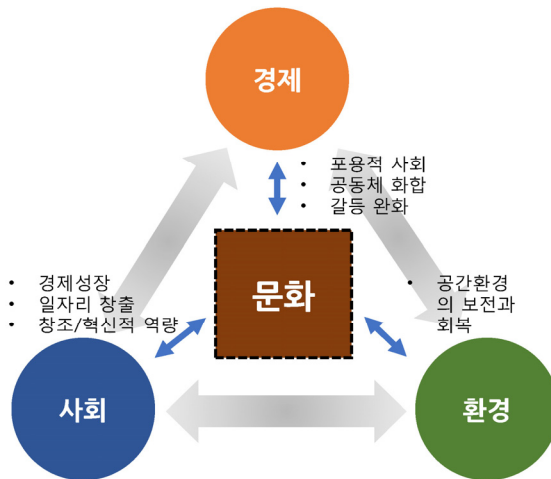 경제
• 포용적 사회
• 공동체 화합
• 갈등 완화
문화
• 경제성장
• 일자리 창출
• 창조/혁신적 역량
• 공간환경
의 보전과
회복
사회
환경